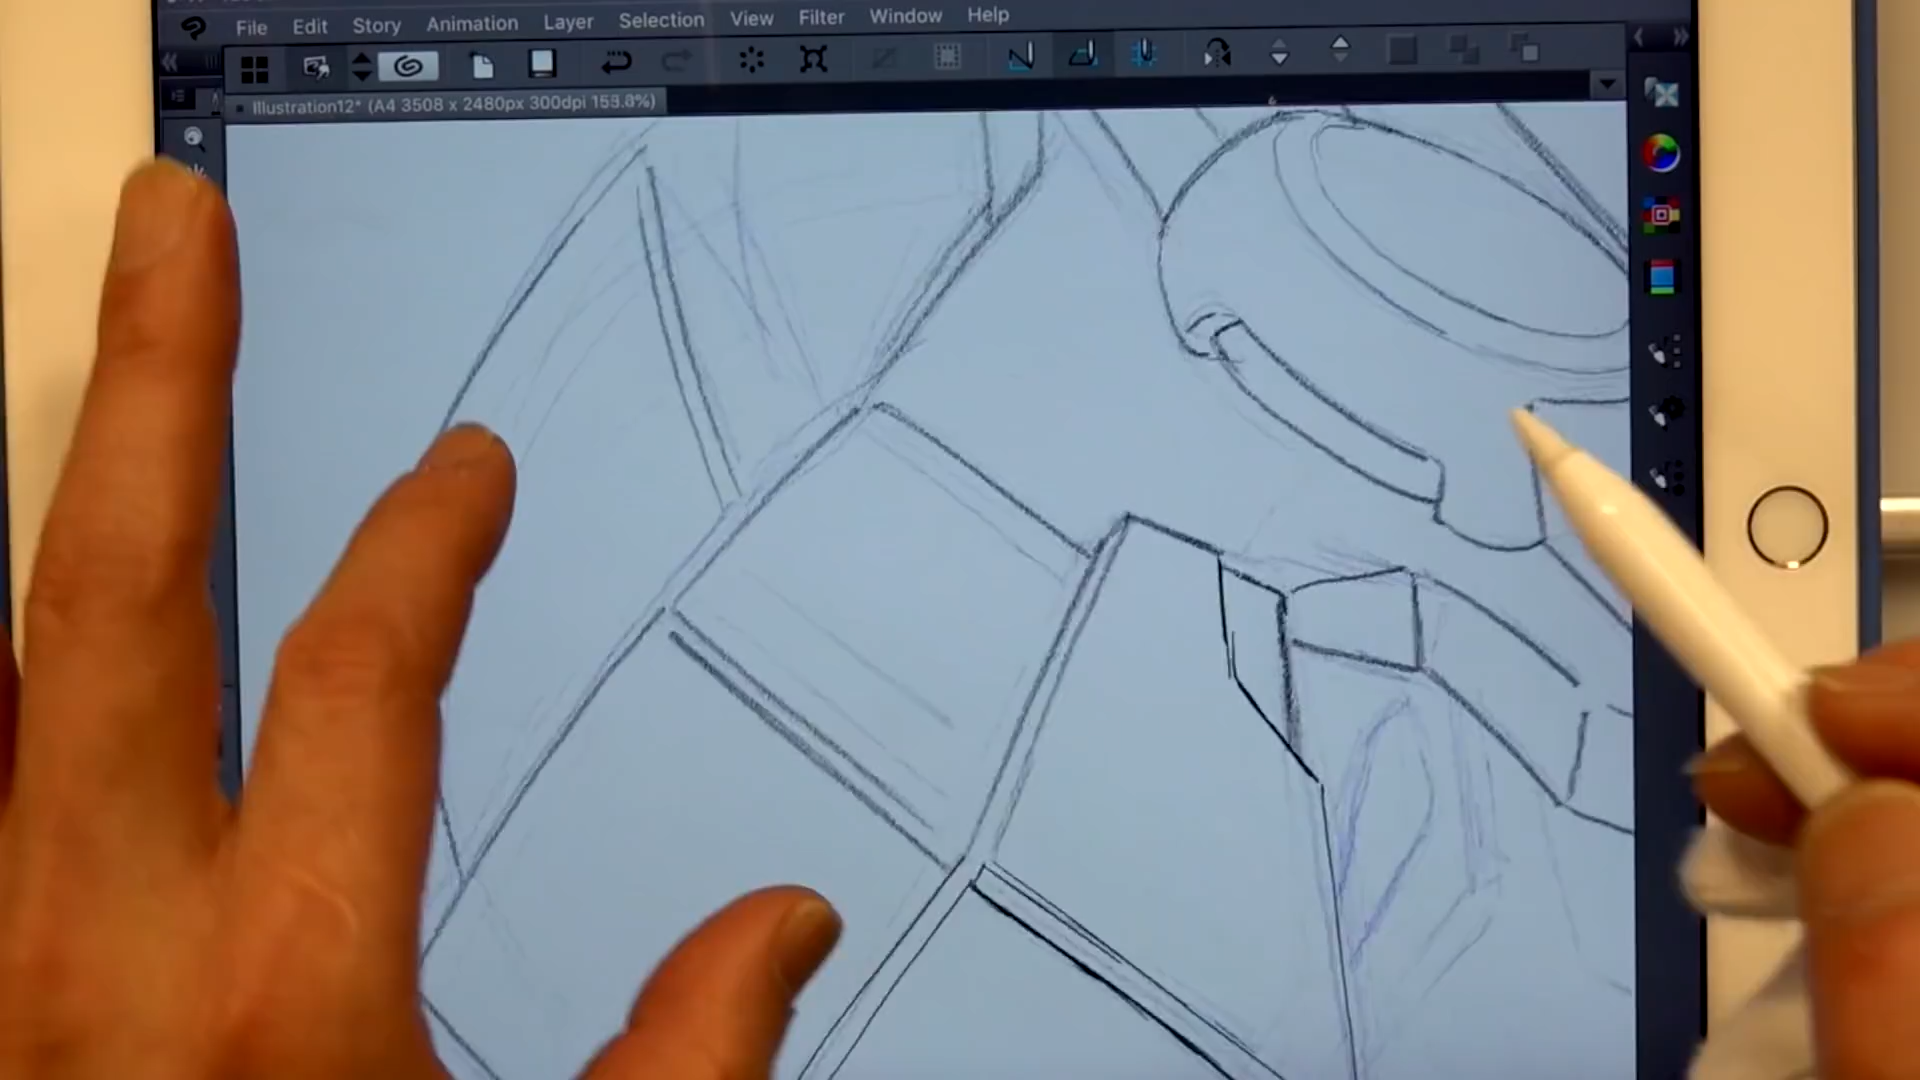 File Edit Story Animation Layer Selection View Filter Window Help
Illustration12* (A4 3508 x 2480px 300dpi 153.8%)